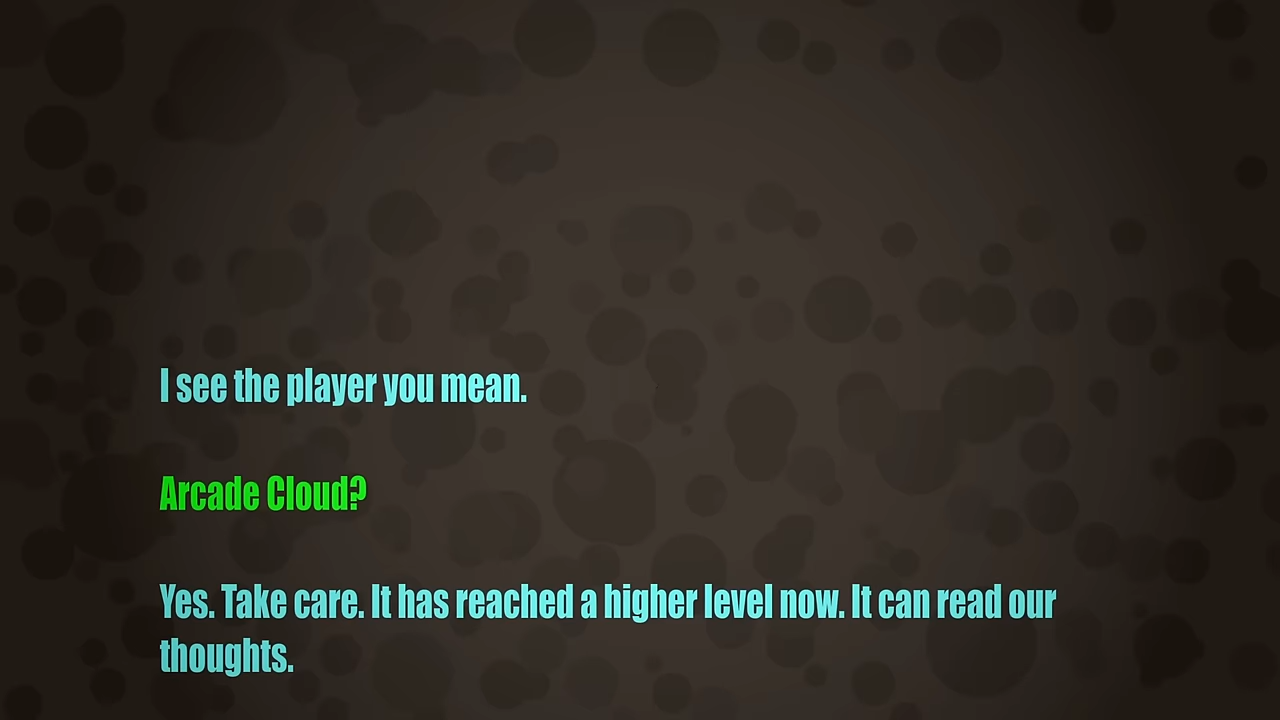 I see the player you mean.
Arcade Cloud?
Yes. Take care. It has reached a higher level now. It can read our
thoughts.